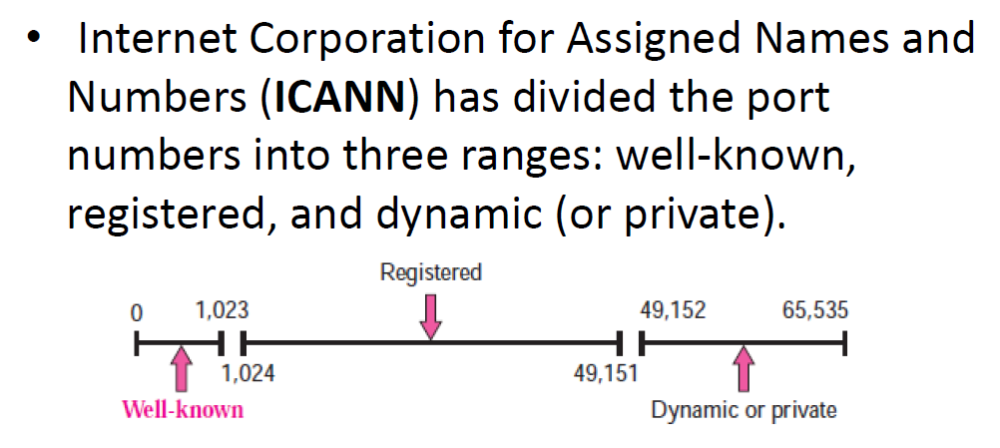 • Internet Corporation for Assigned Names and
Numbers (ICANN) has divided the port
numbers into three ranges: well-known,
registered, and dynamic (or private).
Registered
0 1,023 49,152 65,535
1,024 49,151
Well-known Dynamic or private